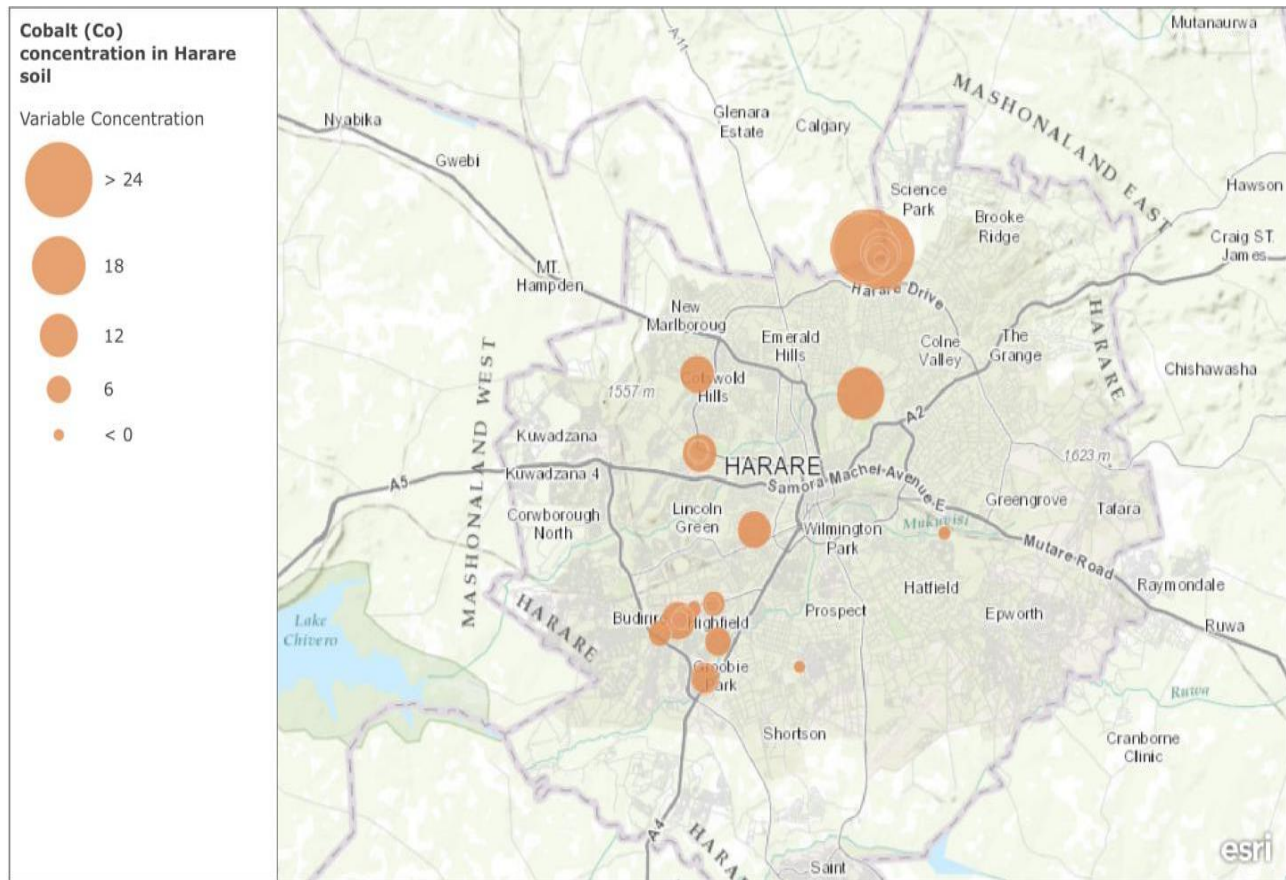 Cobalt (Co)
concentration in Harare
soil
Variable Concentration
> 24
18
12
6
< 0
Mutanaurwa
A-11
MASHONALAND EAST
Glenara
Estate
Calgary
Nyabika
Gwebi
Science
Park
Hawson
Brooke
Ridge
Craig ST.
James
MT.
Hampden
Harare Drive
New
Marlboroug
Emerald
Hills
Colne
Valley
The
Grange
HARARE
Chishawasha
MASHONALAND WEST
1557 m
Cotswold
Hills
A2
Kuwadzana
1623 m
HARARE
Kuwadzana 4
A5
Samora Machel-Avenue-E
Greengrove
Tafara
Corwborough
North
Lincoln
Green
Wilmington
Park
Mukuvisi
Mutare-Road
Hatfield
Raymondale
HARARE
Budiriro
Highfield
Prospect
Epworth
Lake
Chivero
Ruwa
Groobie
Park
Ruwa
Shortson
Cranborne
Clinic
A4
Saint
esri